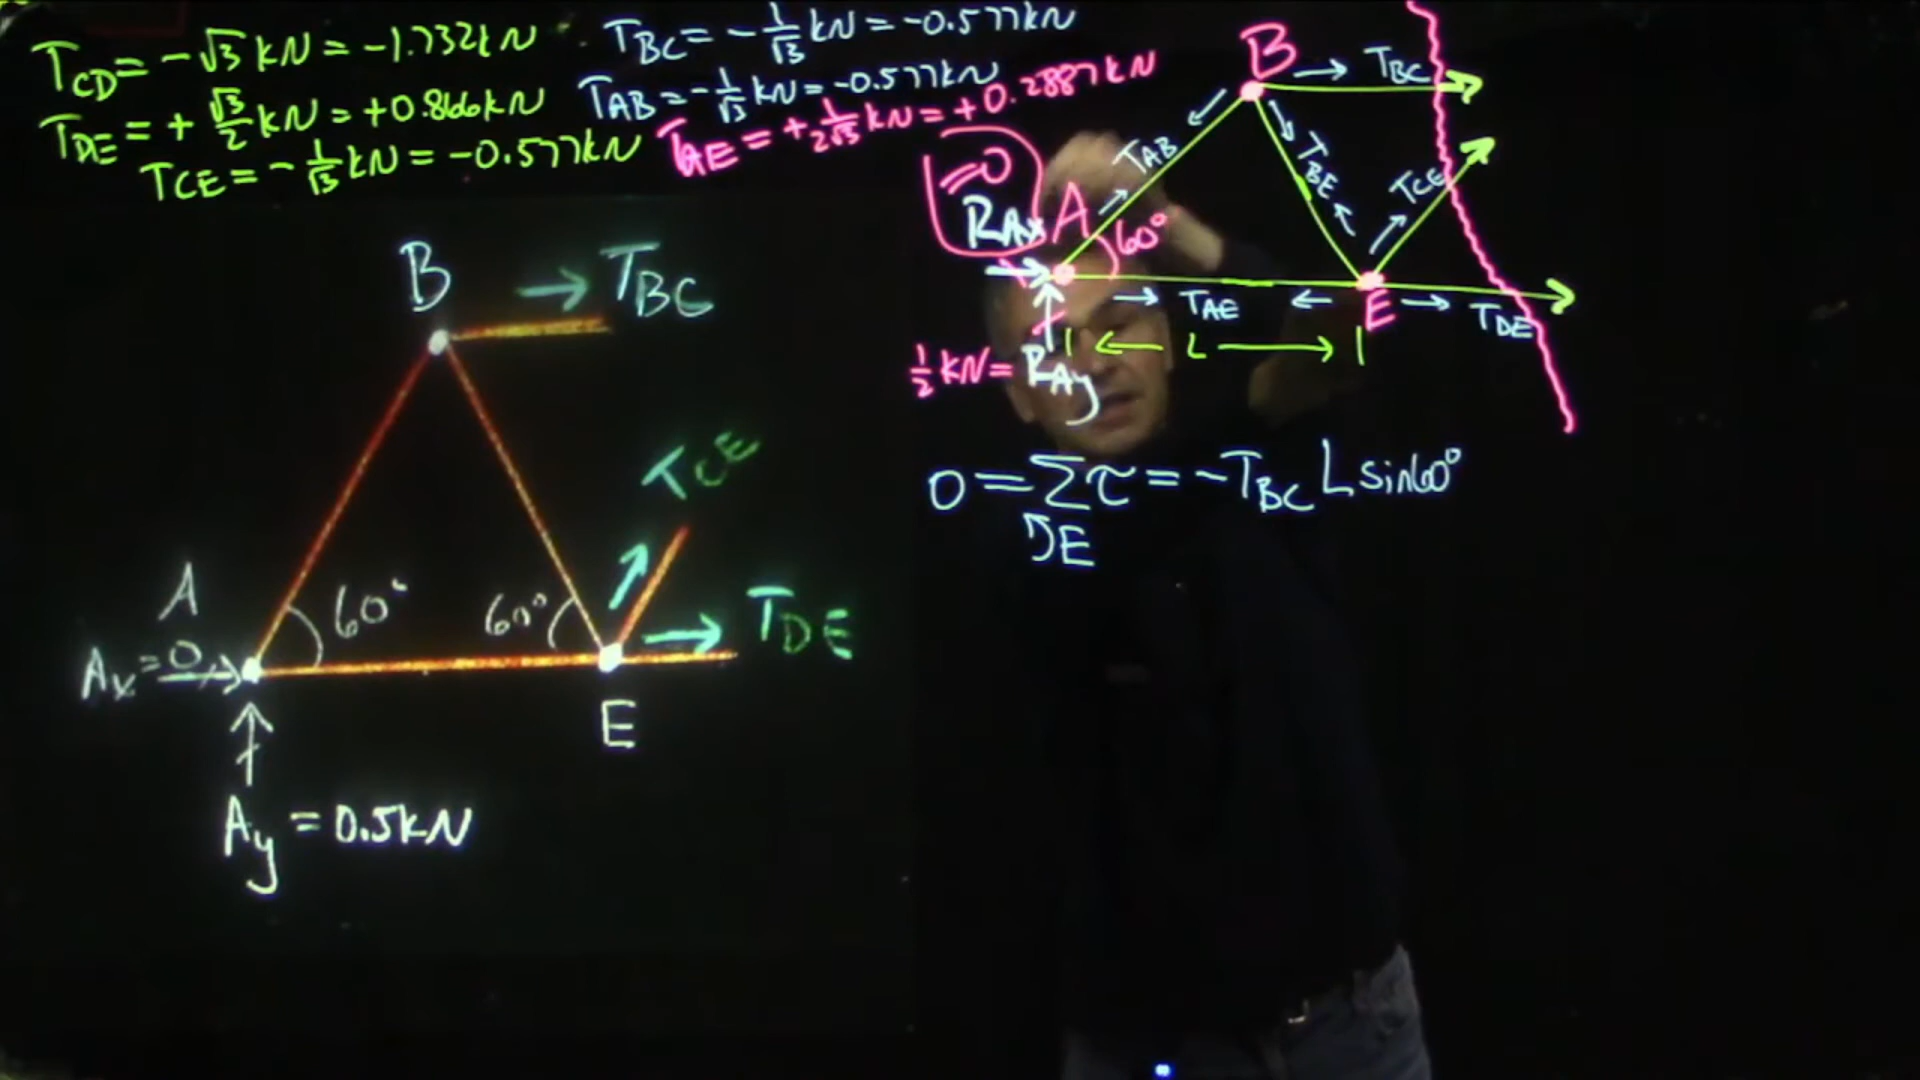 T_CD = -√3 kN = -1.732kN
T_DE = + √3/2 kN = +0.866kN
T_CE = - 1/√3 kN = -0.577kN
T_BC = - 1/√3 kN = -0.577kN
T_AB = - 1/√3 kN = -0.577kN
T_AE = + 1/2√3 kN = +0.2887kN
B
→ T_BC
T_CE
A
60°
60°
→ T_DE
A_x = 0
E
A_y = 0.5kN
B → T_BC
T_AB
T_BE
T_CE
=0
R_Ax
A
60°
→ T_AE ←
E → T_DE
← L →
1/2 kN = R_Ay
0 = Στ = -T_BC L sin60°
E